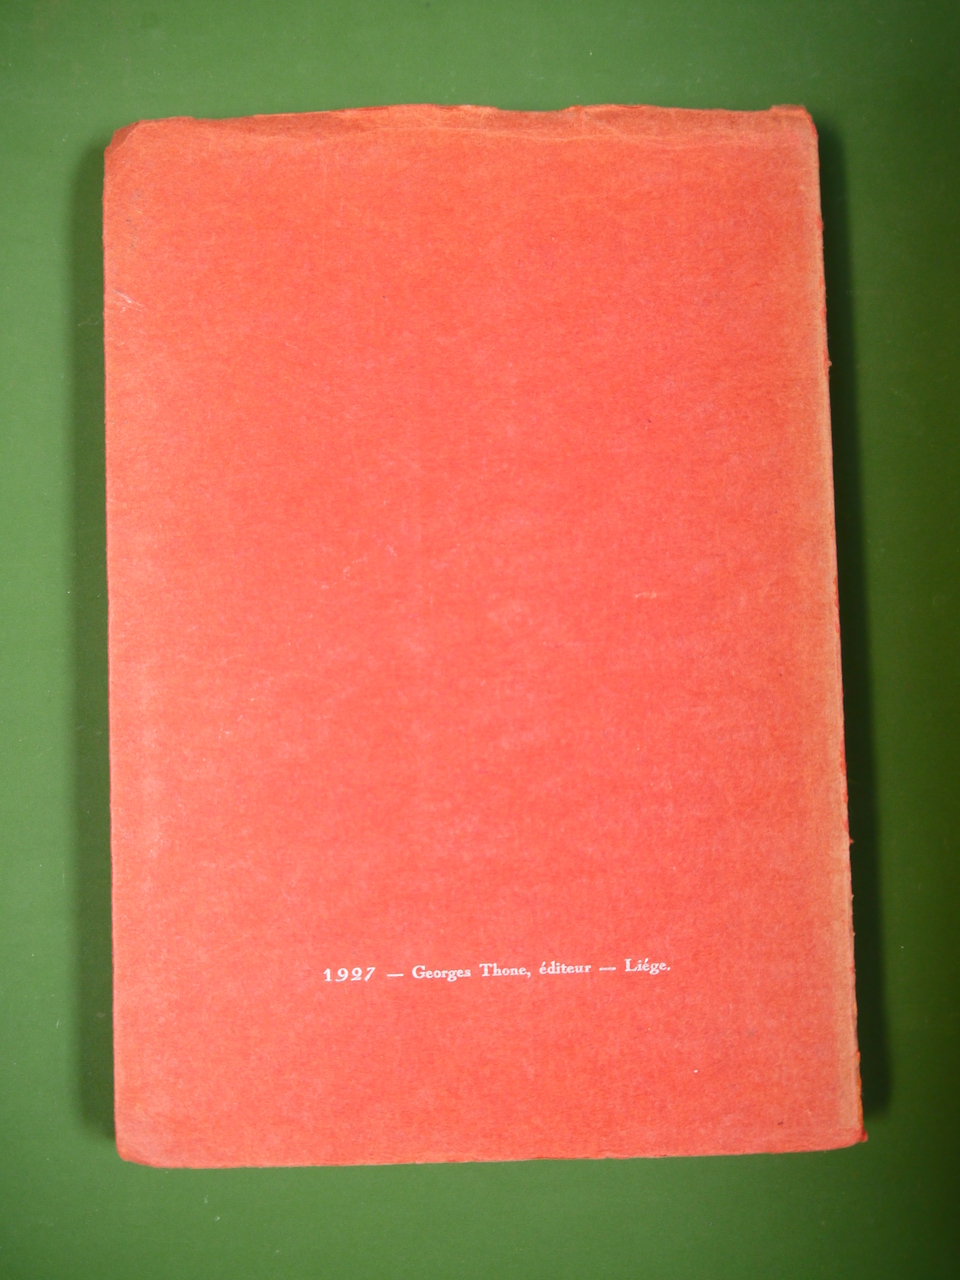 1927 — Georges Thone, éditeur — Liége.